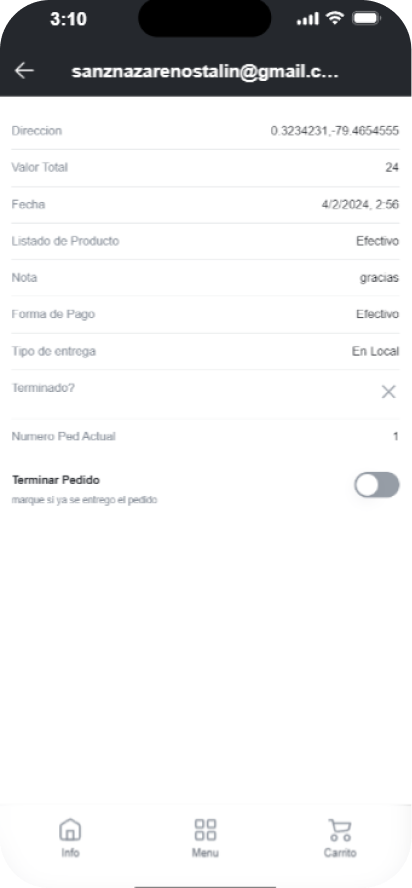 3:10
sanznazarenostalin@gmail.c...
Direccion 0.3234231,-79.4654555
Valor Total 24
Fecha 4/2/2024, 2:56
Listado de Producto Efectivo
Nota gracias
Forma de Pago Efectivo
Tipo de entrega En Local
Terminado?
Numero Ped Actual 1
Terminar Pedido
marque si ya se entrego el pedido
Info Menu Carrito